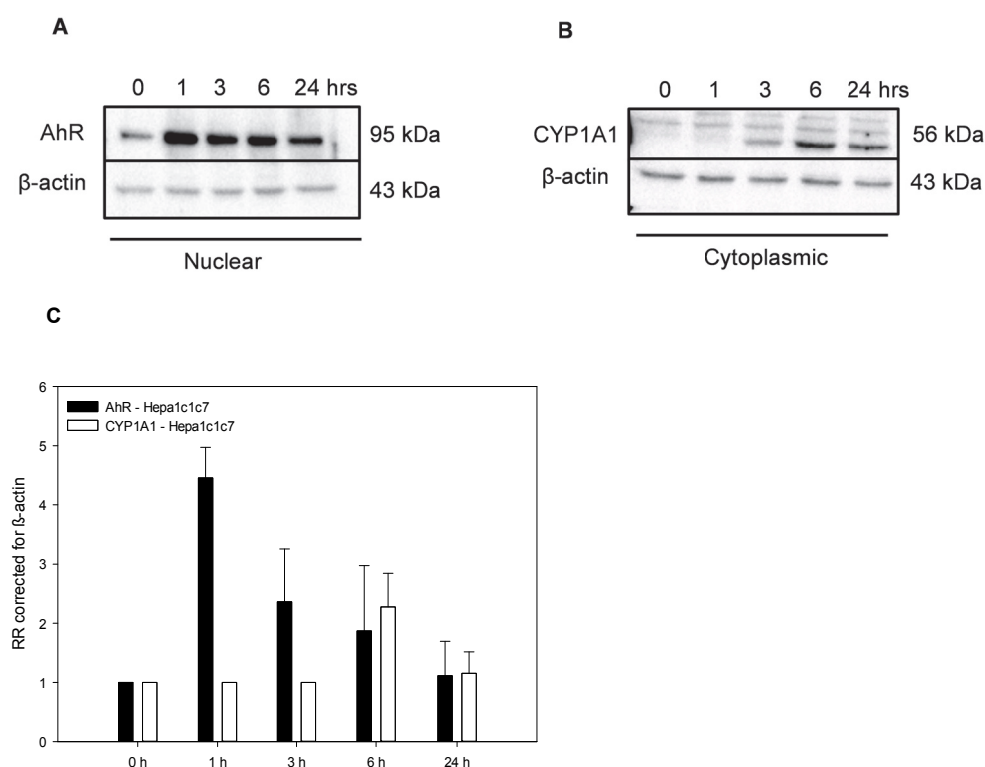 A
0 1 3 6 24 hrs
AhR 95 kDa
β-actin 43 kDa
Nuclear
B
0 1 3 6 24 hrs
CYP1A1 56 kDa
β-actin 43 kDa
Cytoplasmic
C
RR corrected for ß-actin
6
5
4
3
2
1
0
AhR - Hepa1c1c7
CYP1A1 - Hepa1c1c7
0 h 1 h 3 h 6 h 24 h